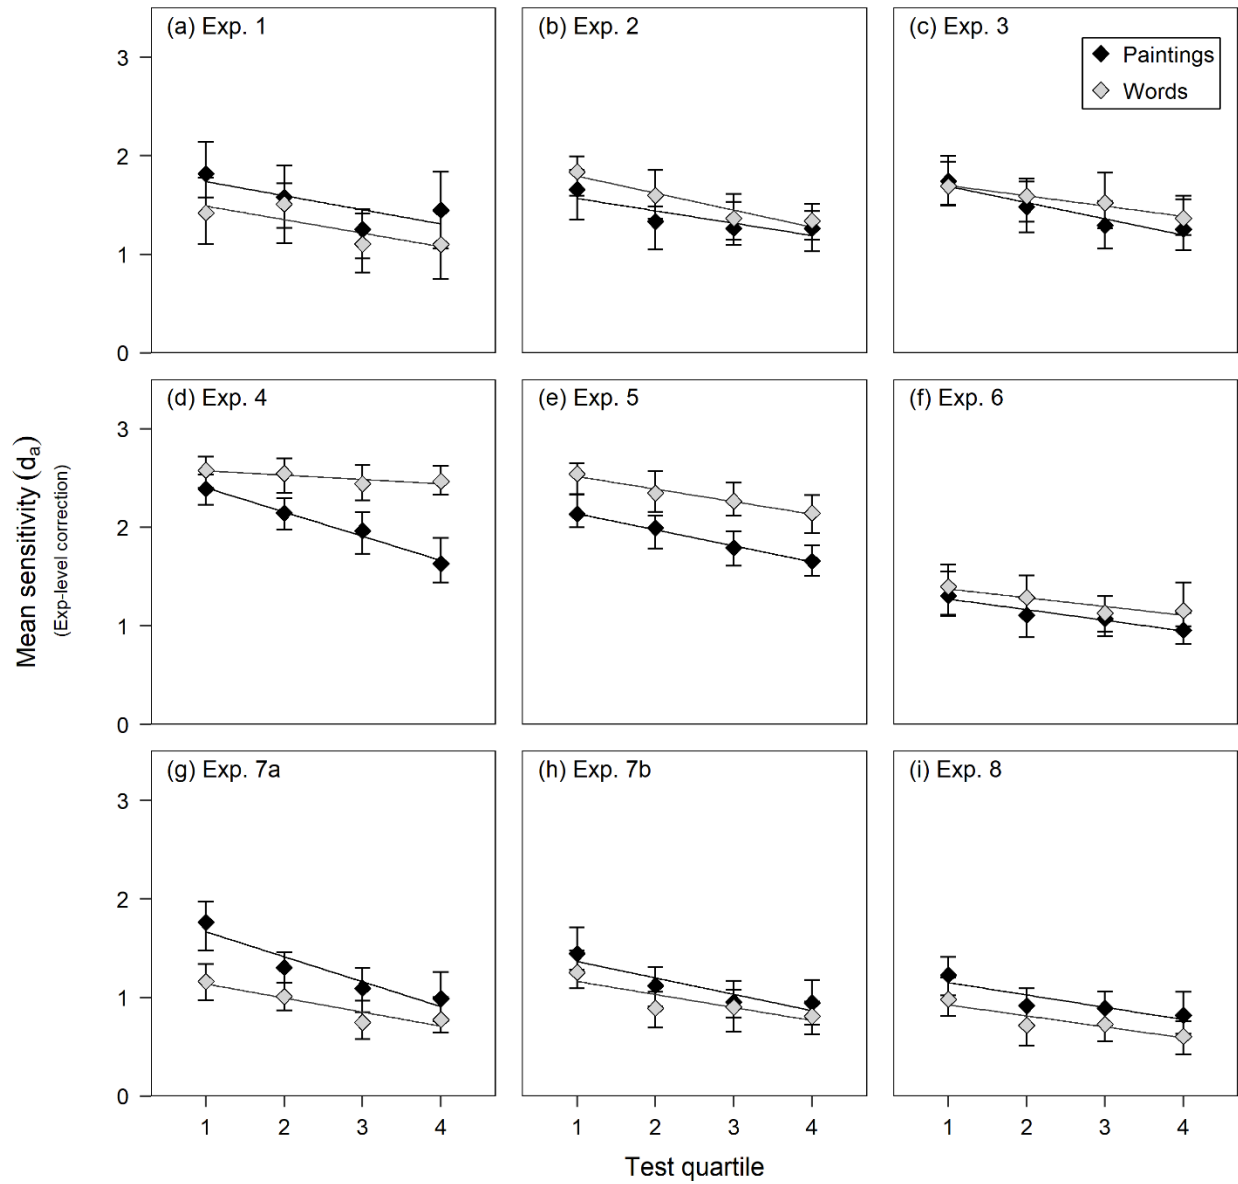 (a) Exp. 1
(b) Exp. 2
(c) Exp. 3
Paintings
Words
3
2
1
0
(d) Exp. 4
(e) Exp. 5
(f) Exp. 6
3
2
1
0
Mean sensitivity (da)
(Exp-level correction)
(g) Exp. 7a
(h) Exp. 7b
(i) Exp. 8
3
2
1
0
1 2 3 4
1 2 3 4
1 2 3 4
Test quartile